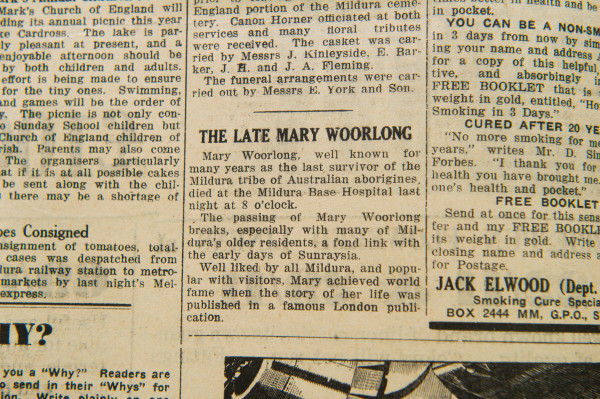 Mark's Church of England will
ding its annual picnic this year
ke Cardross. The lake is par-
ly pleasant at present, and a
enjoyable afternoon should be
by both children and adults.
effort is being made to ensure
for the tiny ones. Swimming,
and games will be the order of
y. The picnic is not only con-
o Sunday School children but
Church of England children of
rish. Parents may also come
The organisers particularly
at if it is at all possible cakes
be sent along with the chil-
s there may be a shortage of
oes Consigned
nsignment of tomatoes, total-
cases was despatched from
dura railway station to metro-
markets by last night's Mel-
express.
HY?
you a "Why?" Readers are
o send in their "Whys" for
ion. Write plainly on one
England portion of the Mildura ceme-
tery. Canon Horner officiated at both
services and many floral tributes
were received. The casket was car-
ried by Messrs J. Kinleyside, E. Bar-
ker, J. H. and J. A. Fleming.
The funeral arrangements were car-
ried out by Messrs E. York and Son.
THE LATE MARY WOORLONG
Mary Woorlong, well known for
many years as the last survivor of the
Mildura tribe of Australian aborigines,
died at the Mildura Base Hospital last
night at 8 o'clock.
The passing of Mary Woorlong
breaks, especially with many of Mil-
dura's older residents, a fond link with
the early days of Sunraysia.
Well liked by all Mildura, and popu-
lar with visitors, Mary achieved world
fame when the story of her life was
published in a famous London publi-
cation.
times better in health and be
in pocket.
YOU CAN BE A NON-SM
in 3 days from now by sim
ing your name and address
for a copy of this helpful,
tive, and absorbingly in
FREE BOOKLET that is
weight in gold, entitled, "Ho
Smoking in 3 Days."
CURED AFTER 20 YE
"No more smoking for me
years," writes Mr. D. Sin
Forbes. "I thank you for
health you have brought me.
one's health and pocket."
FREE BOOKLET
Send at once for this sens
fer and my FREE BOOKLE
its weight in gold. Write
closing name and address a
for Postage.
JACK ELWOOD (Dept.
Smoking Cure Specia
BOX 2444 MM, G.P.O., S